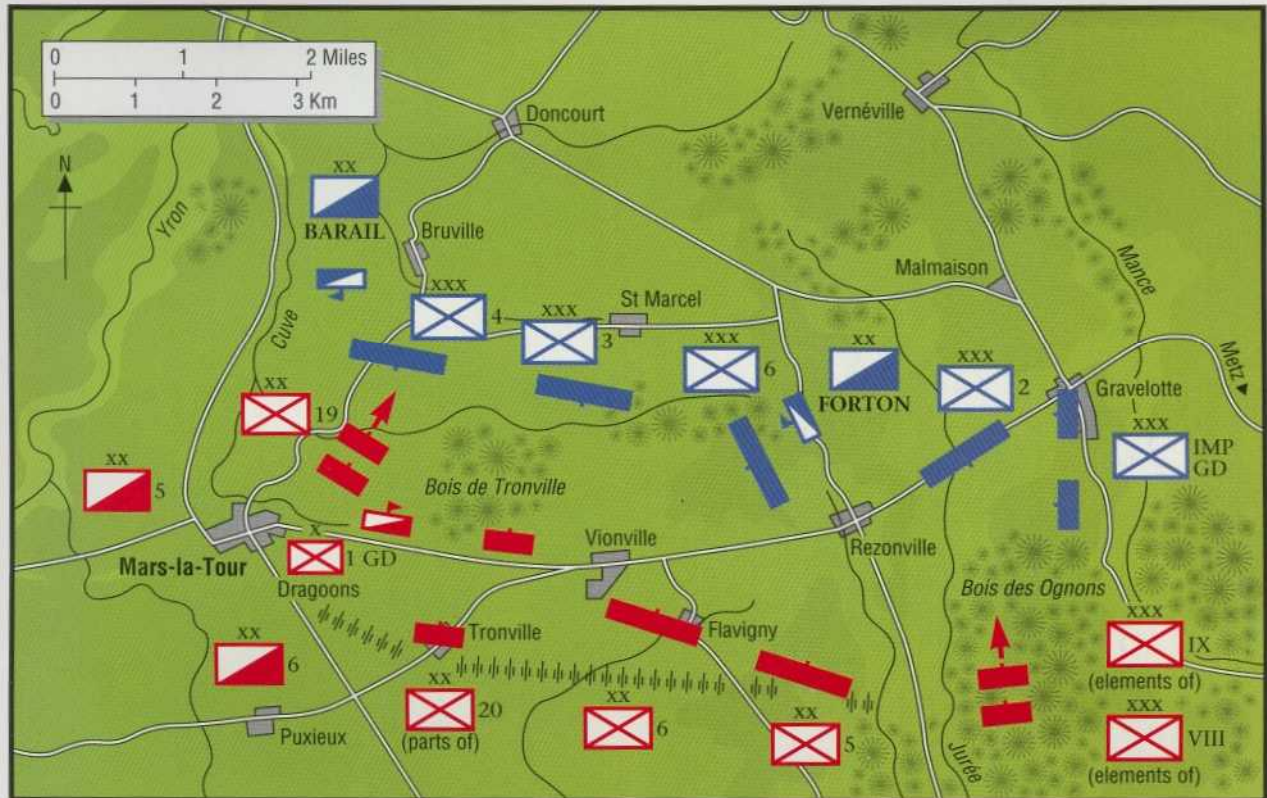 0 1 2 Miles
0 1 2 3 Km
N
Yron
Cuve
Doncourt
Vernéville
xx
BARAIL
Bruville
xxx
4
xxx
3
St Marcel
xxx
6
xx
FORTON
Malmaison
xxx
2
Mance
Metz
Gravelotte
xxx
IMP
GD
xx
19
xx
5
Bois de Tronville
Mars-la-Tour
x
1 GD
Dragoons
Vionville
Rezonville
Bois des Ognons
xx
6
Tronville
Flavigny
xxx
IX
(elements of)
Puxieux
xx
20
(parts of)
xx
6
xx
5
Jurée
xxx
VIII
(elements of)